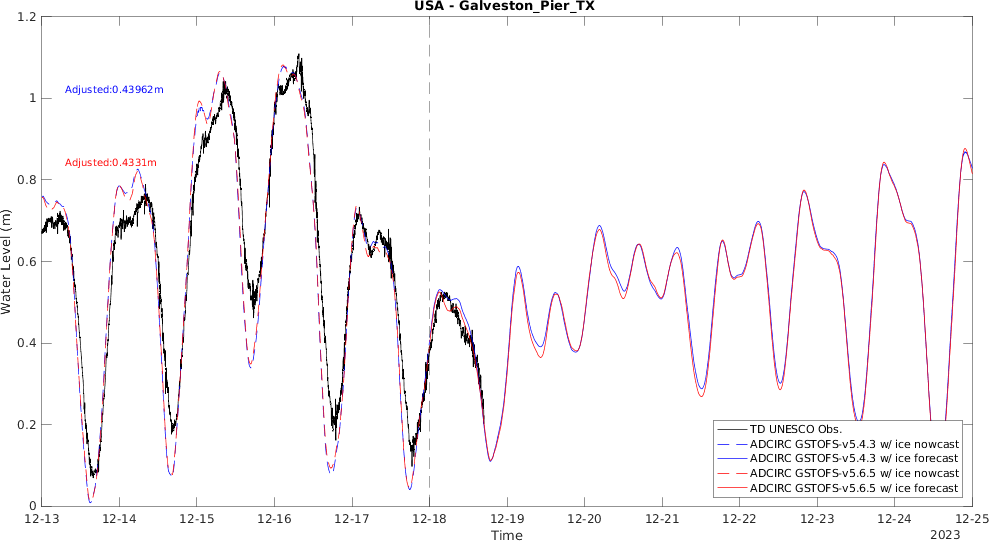 USA - Galveston_Pier_TX
1.2
1
0.8
0.6
0.4
0.2
0
Water Level (m)
Adjusted:0.43962m
Adjusted:0.4331m
TD UNESCO Obs.
ADCIRC GSTOFS-v5.4.3 w/ ice nowcast
ADCIRC GSTOFS-v5.4.3 w/ ice forecast
ADCIRC GSTOFS-v5.6.5 w/ ice nowcast
ADCIRC GSTOFS-v5.6.5 w/ ice forecast
12-13 12-14 12-15 12-16 12-17 12-18 12-19 12-20 12-21 12-22 12-23 12-24 12-25
Time
2023